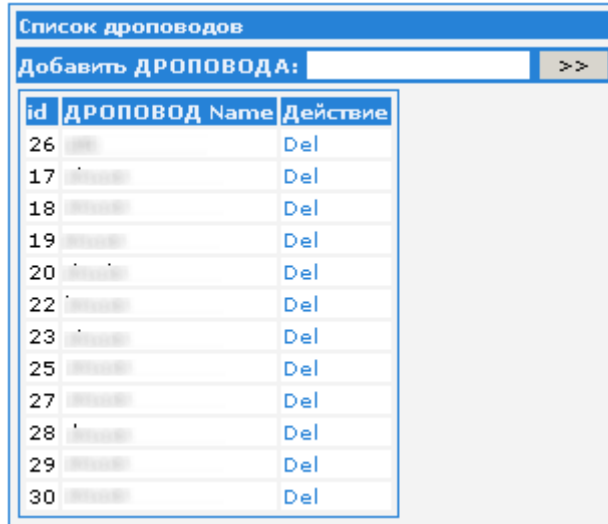 Список дроповодов
Добавить ДРОПОВОДА: >>
id ДРОПОВОД Name Действие
26 Del
17 Del
18 Del
19 Del
20 Del
22 Del
23 Del
25 Del
27 Del
28 Del
29 Del
30 Del